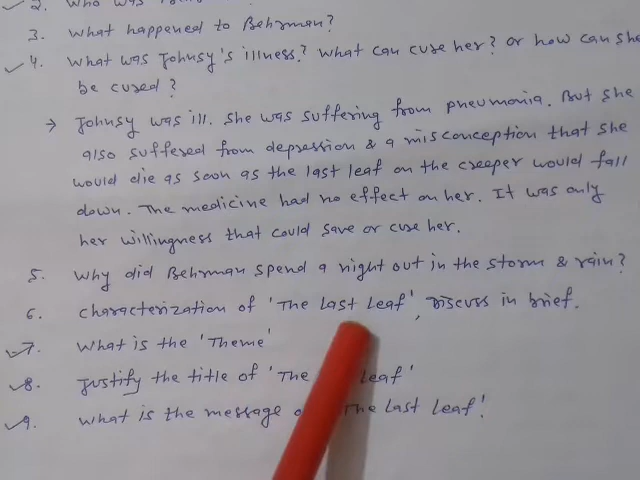 2. Who was
3. What happened to Behrman?
4. What was Johnsy's illness? What can cure her? or how can she
be cured?
→ Johnsy was ill. She was suffering from pneumonia. But she
also suffered from depression & a misconception that she
would die as soon as the last leaf on the creeper would fall
down. The medicine had no effect on her. It was only
her willingness that could save or cure her.
5. Why did Behrman spend a night out in the storm & rain?
6. Characterization of 'The Last Leaf', Discuss in brief.
7. What is the 'Theme'
8. Justify the title of 'The Leaf'
9. What is the message The Last Leaf'.